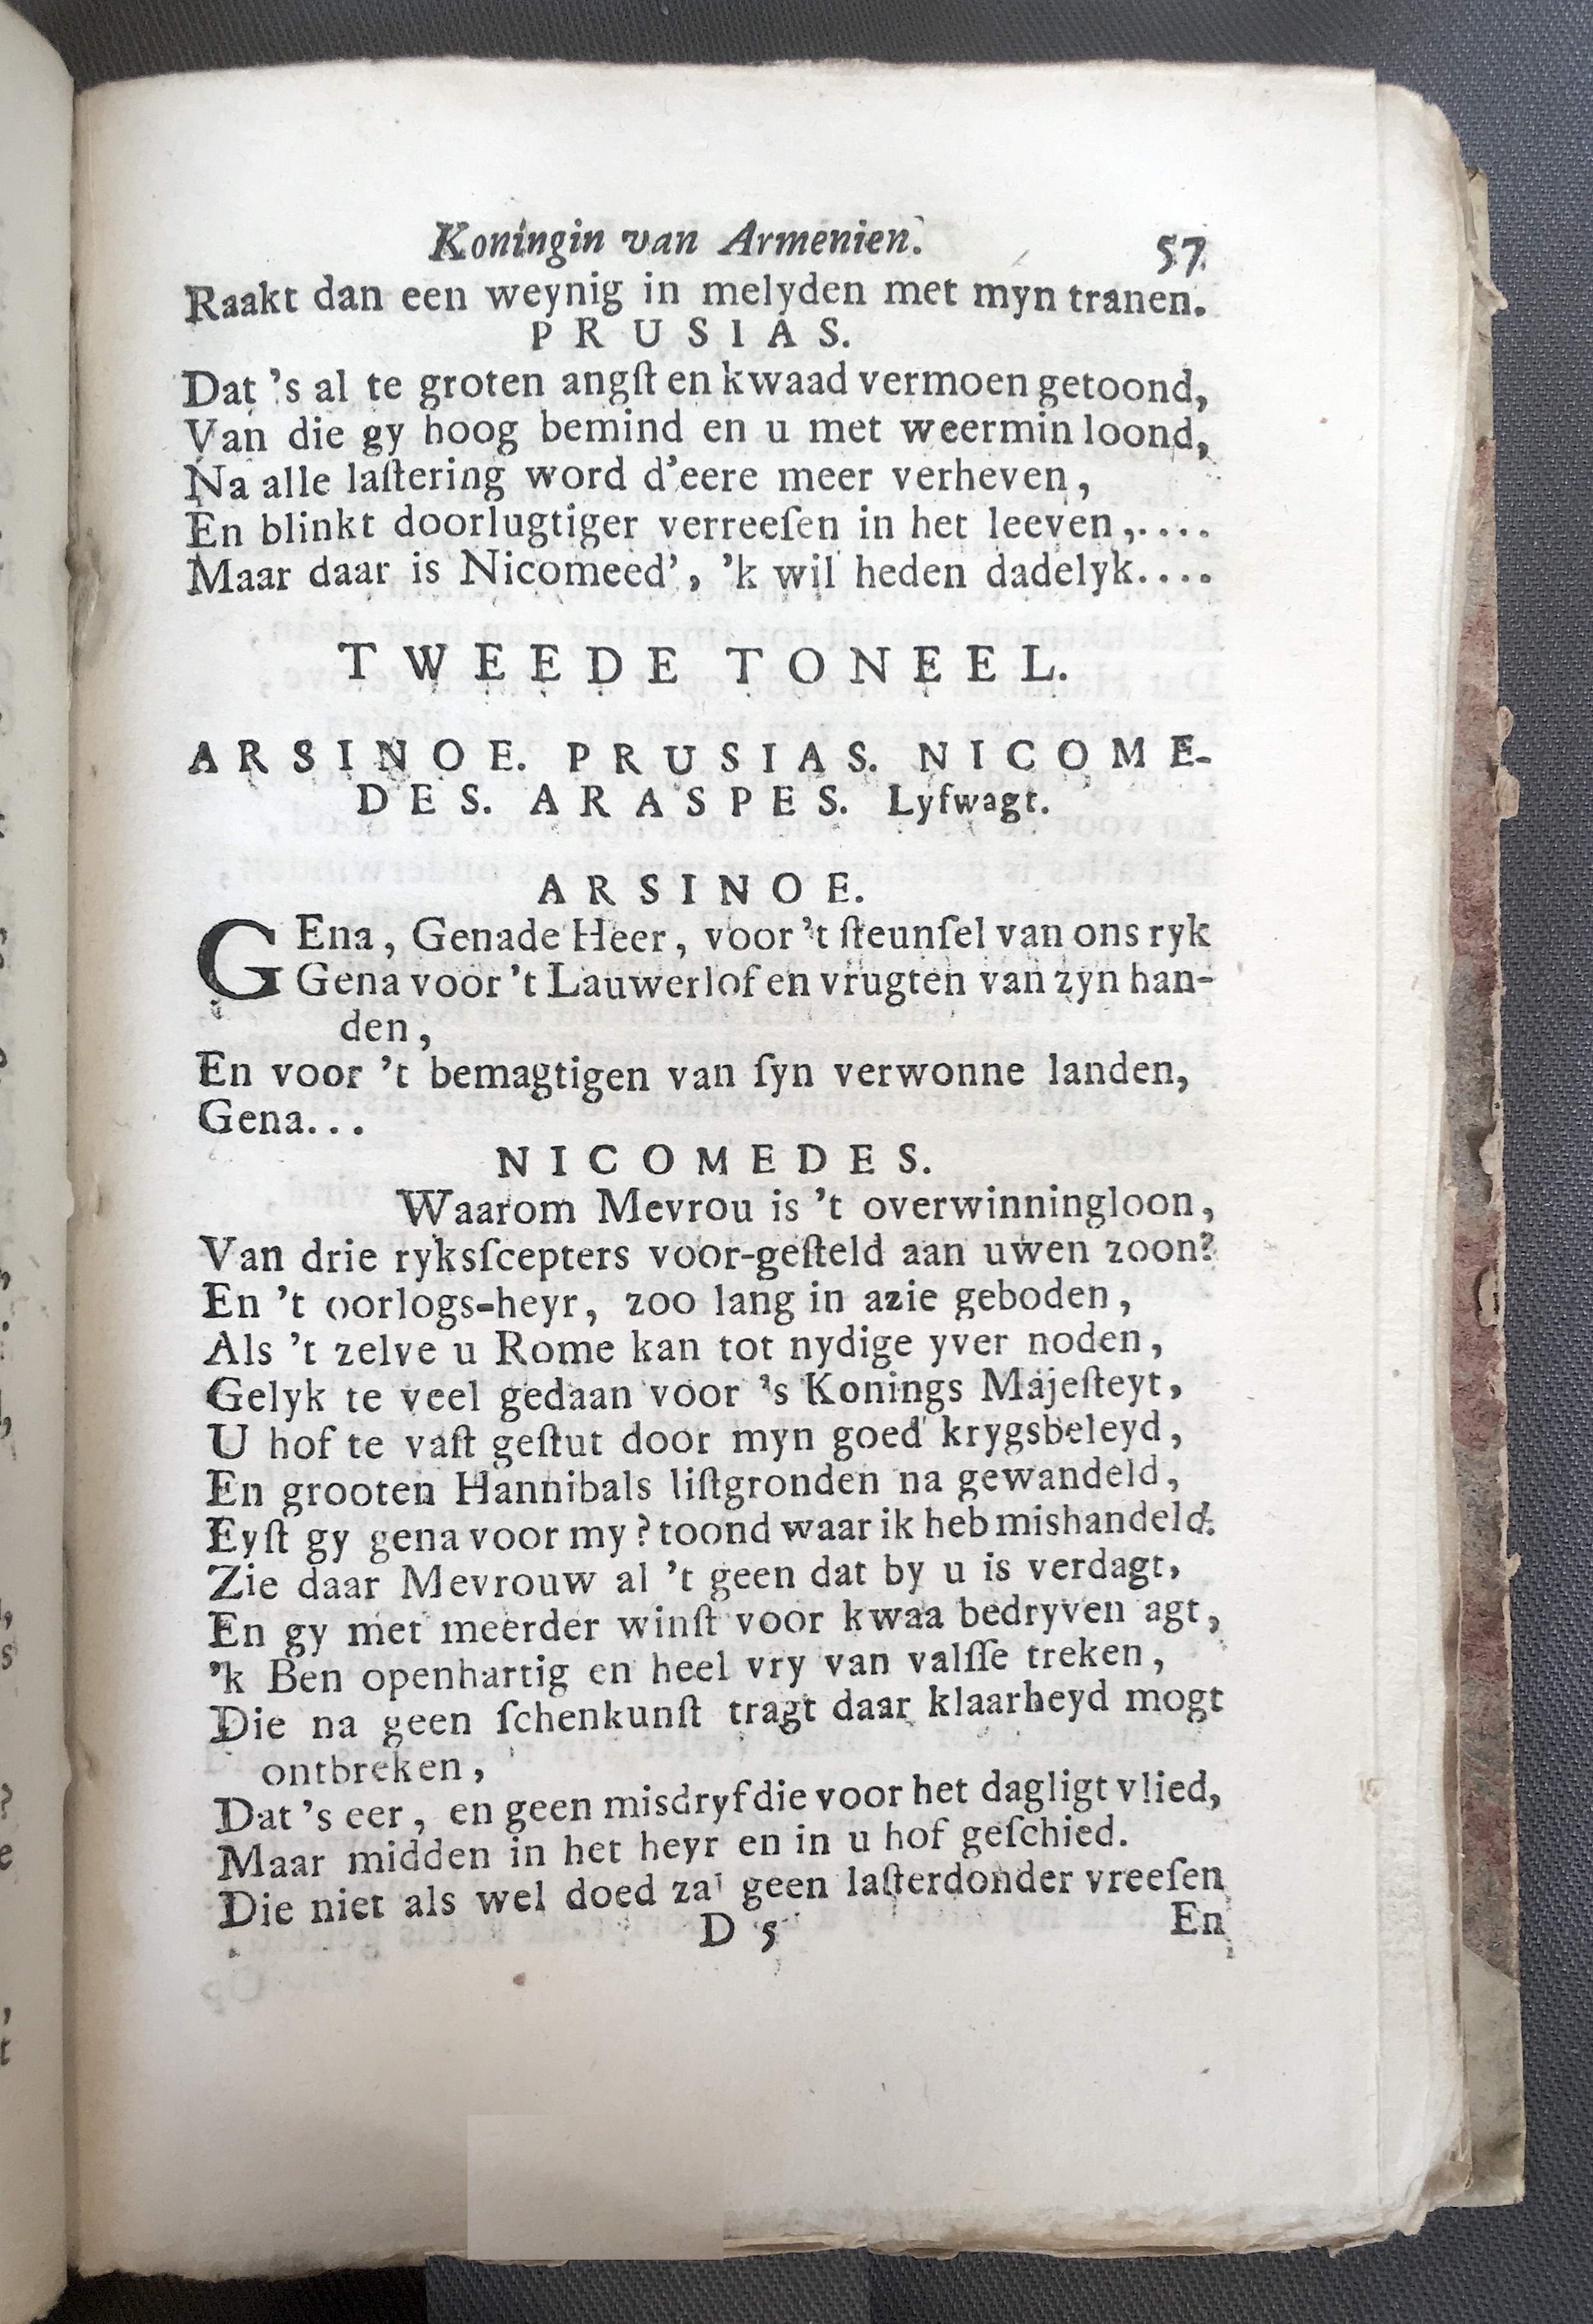 Koningin van Armenien. 57
Raakt dan een weynig in melyden met myn tranen.
PRUSIAS.
Dat 's al te groten angſt en kwaad vermoen getoond,
Van die gy hoog bemind en u met weermin loond,
Na alle laſtering word d'eere meer verheven,
En blinkt doorlugtiger verreeſen in het leeven,....
Maar daar is Nicomeed', 'k wil heden dadelyk....
TWEEDE TONEEL.
ARSINOE. PRUSIAS. NICOME-
DES. ARASPES. Lyfwagt.
ARSINOE.
GEna, Genade Heer, voor 't ſteunſel van ons ryk
Gena voor 't Lauwerlof en vrugten van zyn han-
den,
En voor 't bemagtigen van ſyn verwonne landen,
Gena...
NICOMEDES.
Waarom Mevrou is 't overwinningloon,
Van drie ryksſcepters voor-geſteld aan uwen zoon?
En 't oorlogs-heyr, zoo lang in azie geboden,
Als 't zelve u Rome kan tot nydige yver noden,
Gelyk te veel gedaan voor 's Konings Majeſteyt,
U hof te vaſt geſtut door myn goed krygsbeleyd,
En grooten Hannibals liſtgronden na gewandeld,
Eyſt gy gena voor my? toond waar ik heb mishandeld.
Zie daar Mevrouw al 't geen dat by u is verdagt,
En gy met meerder winſt voor kwaa bedryven agt,
'k Ben openhartig en heel vry van valſſe treken,
Die na geen ſchenkunſt tragt daar klaarheyd mogt
ontbreken,
Dat 's eer, en geen misdryf die voor het dagligt vlied,
Maar midden in het heyr en in u hof geſchied.
Die niet als wel doed zal geen laſterdonder vreeſen
D 5 En